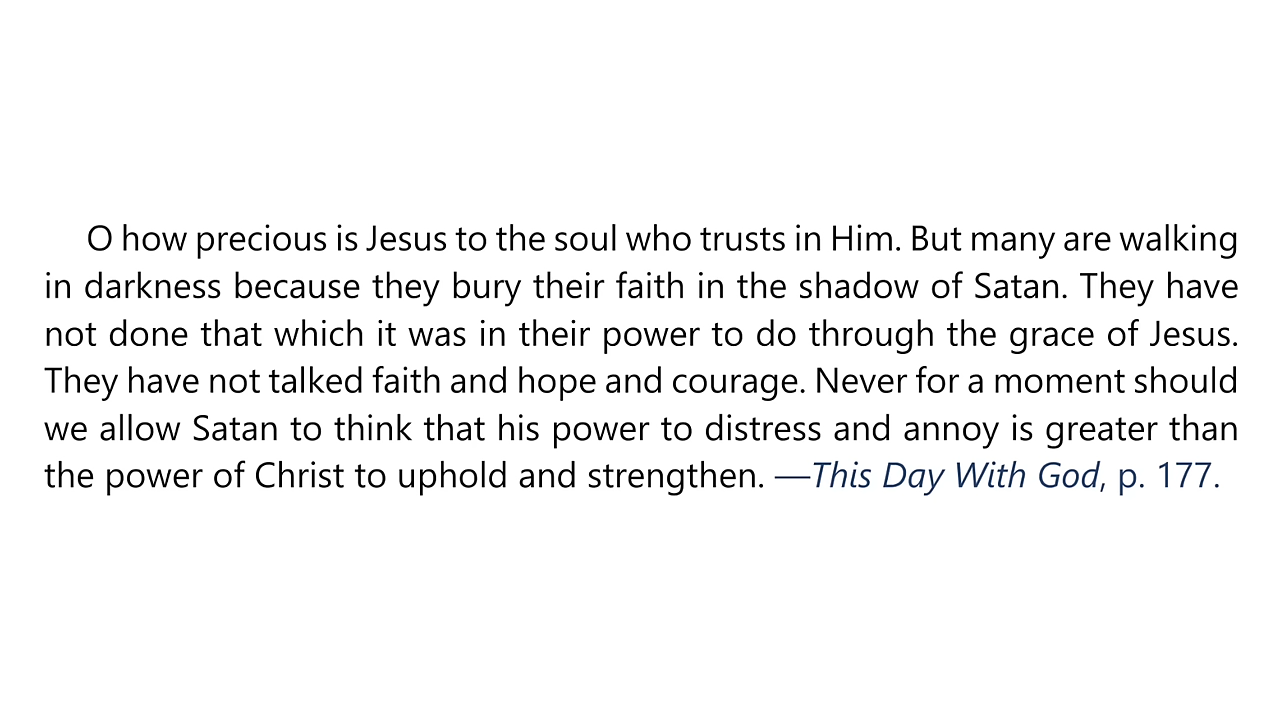 O how precious is Jesus to the soul who trusts in Him. But many are walking
in darkness because they bury their faith in the shadow of Satan. They have
not done that which it was in their power to do through the grace of Jesus.
They have not talked faith and hope and courage. Never for a moment should
we allow Satan to think that his power to distress and annoy is greater than
the power of Christ to uphold and strengthen. —This Day With God, p. 177.